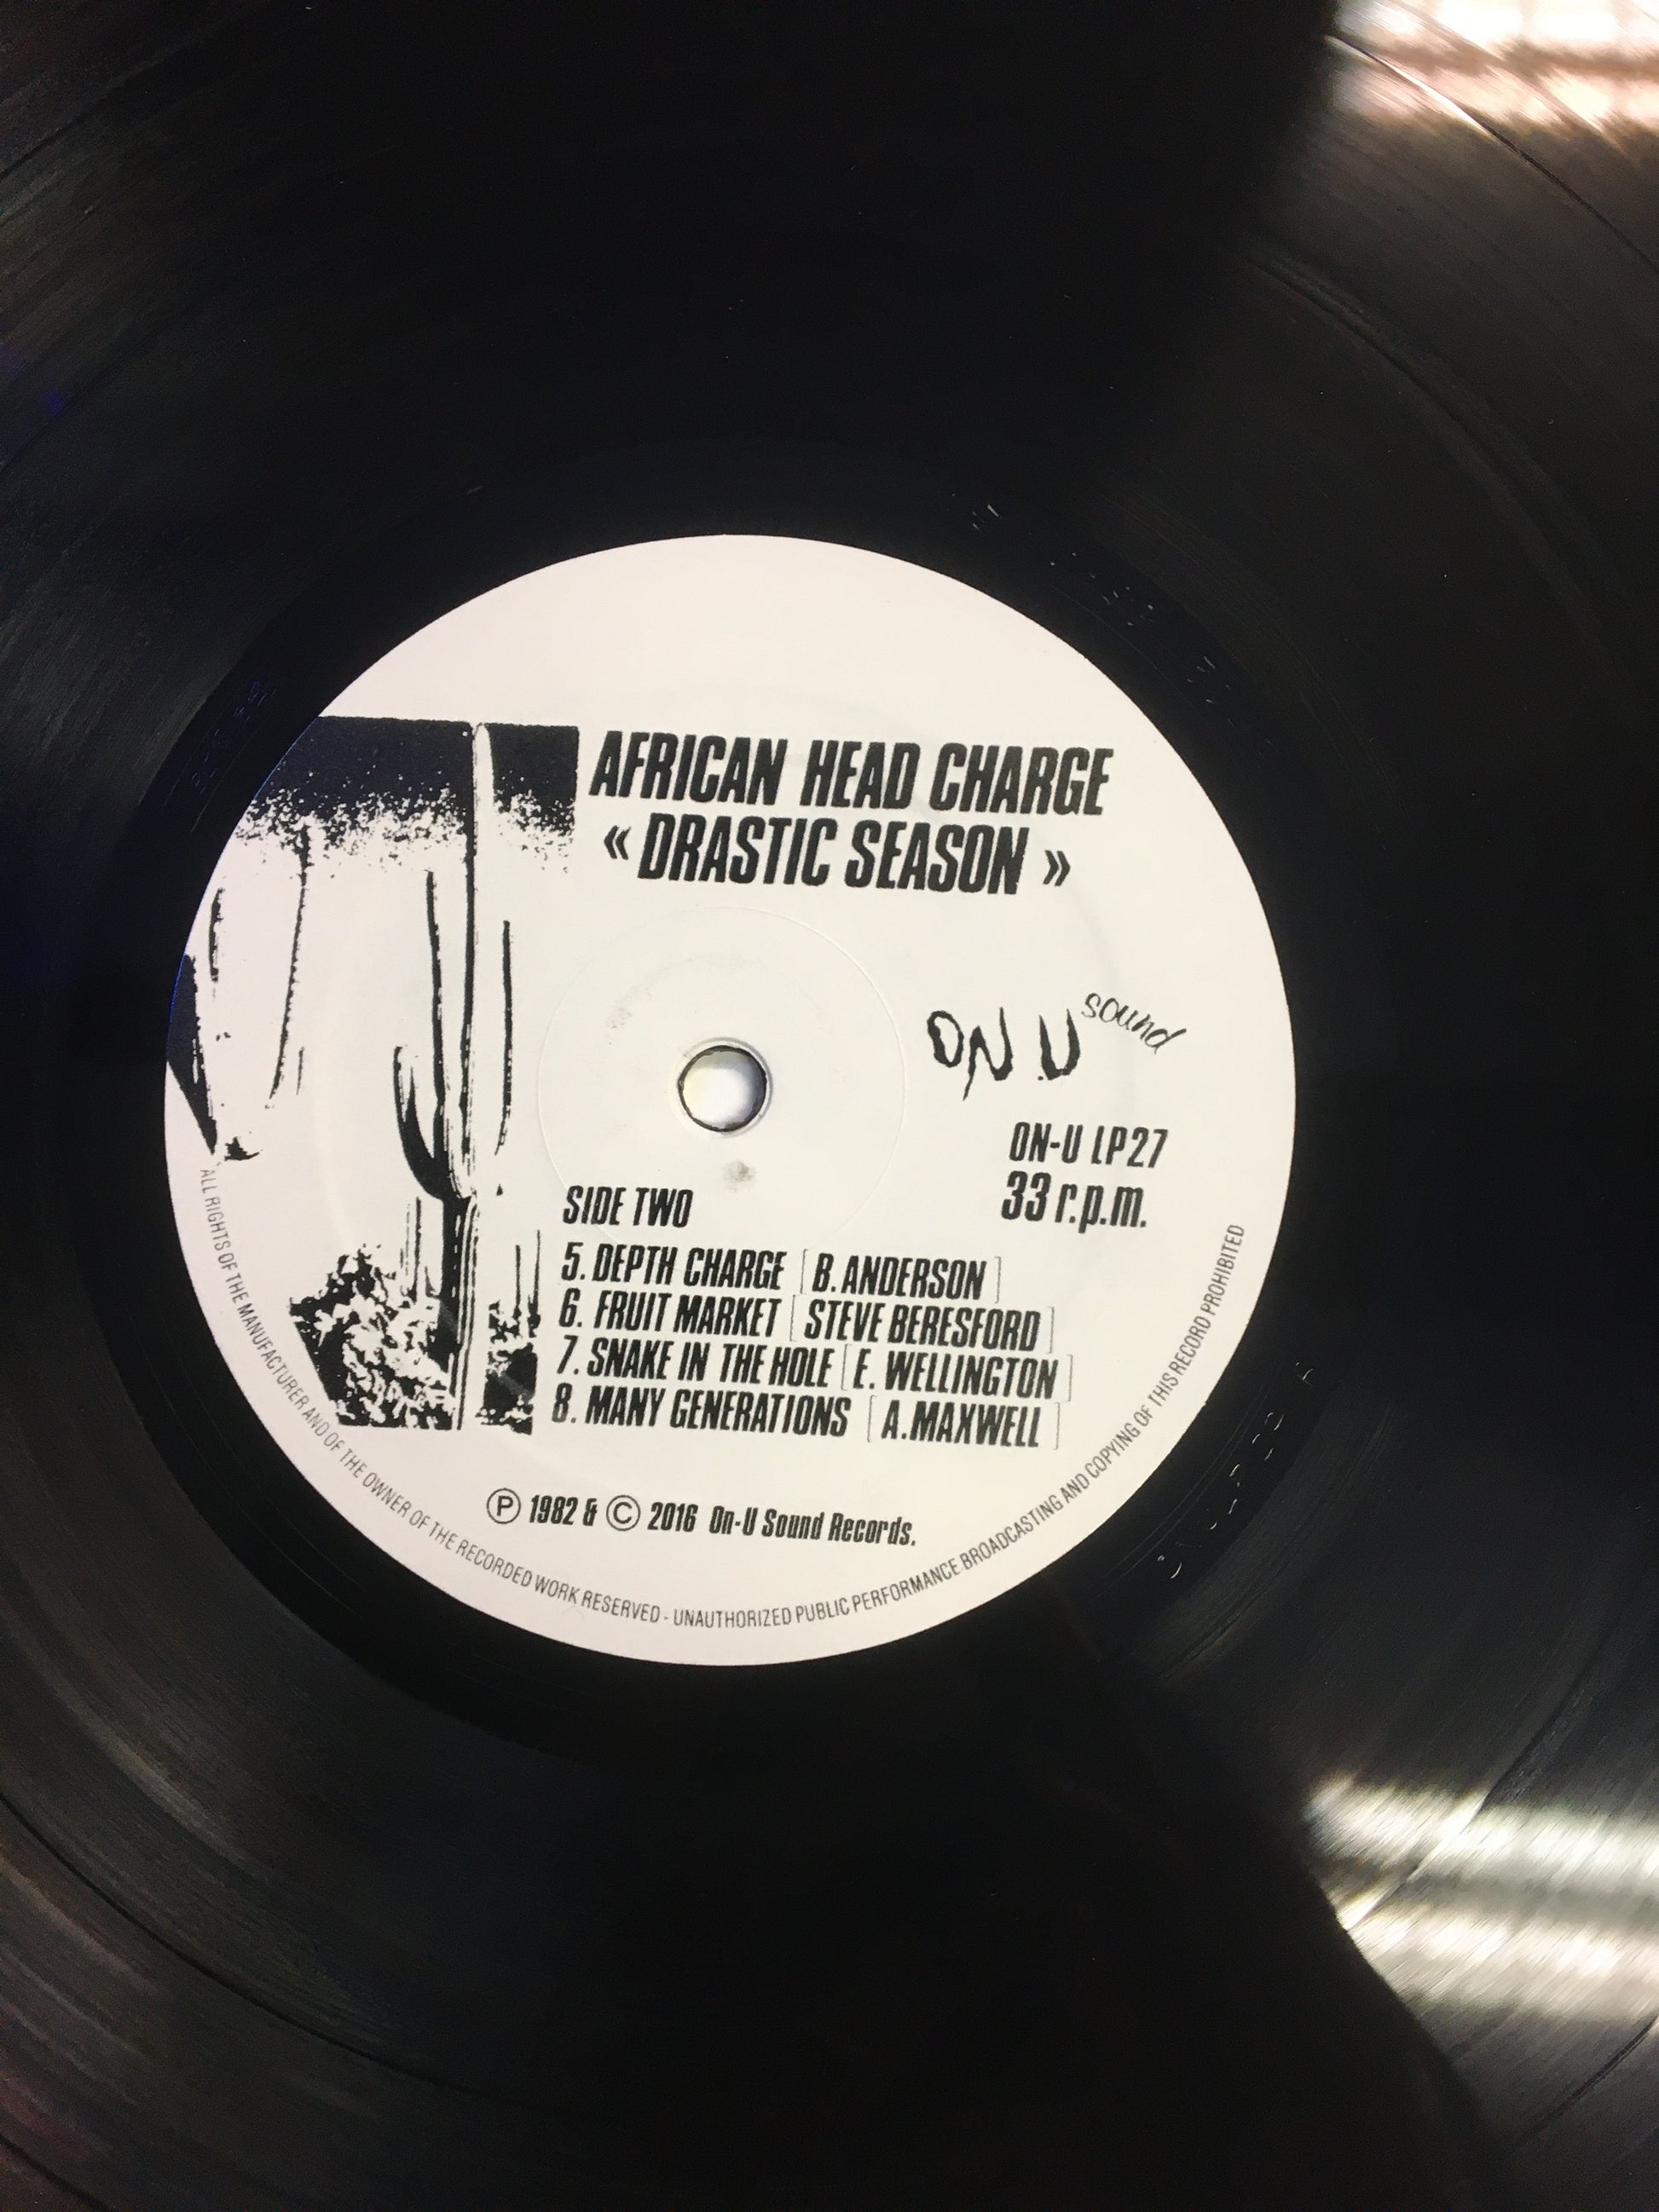 AFRICAN HEAD CHARGE
« DRASTIC SEASON »
ON U sound
ON-U LP27
33 r.p.m.
SIDE TWO
5. DEPTH CHARGE [B. ANDERSON]
6. FRUIT MARKET [STEVE BERESFORD]
7. SNAKE IN THE HOLE [E. WELLINGTON]
8. MANY GENERATIONS [A. MAXWELL]
Ⓟ 1982 & © 2016 On-U Sound Records.
ALL RIGHTS OF THE MANUFACTURER AND OF THE OWNER OF THE RECORDED WORK RESERVED - UNAUTHORIZED PUBLIC PERFORMANCE BROADCASTING AND COPYING OF THIS RECORD PROHIBITED